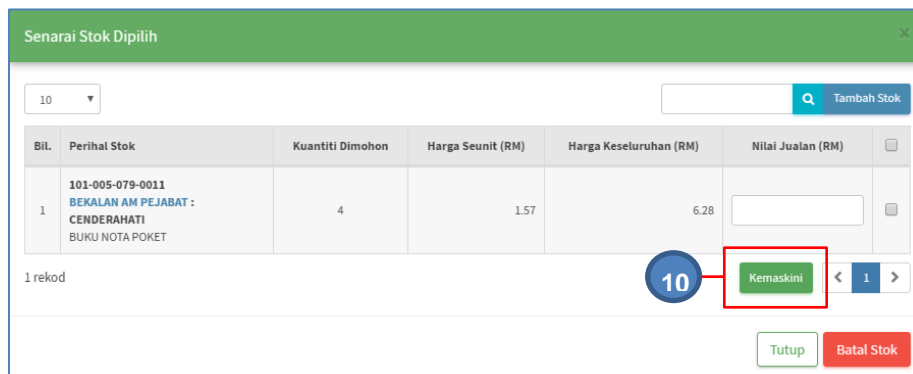 Senarai Stok Dipilih ×
10 Tambah Stok
Bil. Perihal Stok Kuantiti Dimohon Harga Seunit (RM) Harga Keseluruhan (RM) Nilai Jualan (RM)
101-005-079-0011
BEKALAN AM PEJABAT :
1 CENDERAHATI 4 1.57 6.28
BUKU NOTA POKET
1 rekod 10 Kemaskini < 1 >
Tutup Batal Stok